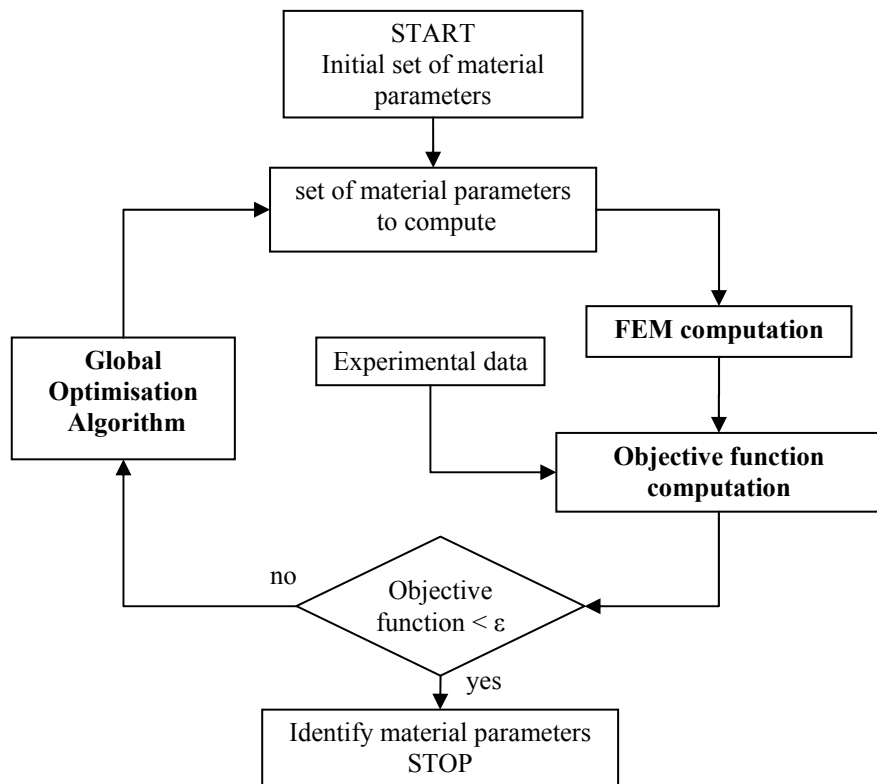 START
Initial set of material
parameters
set of material parameters
to compute
FEM computation
Global
Optimisation
Algorithm
Experimental data
Objective function
computation
no
Objective
function < ε
yes
Identify material parameters
STOP